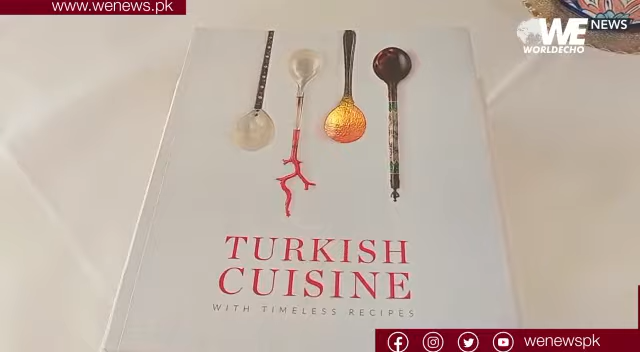 www.wenews.pk
WE NEWS
WORLDECHO
TURKISH
CUISINE
WITH TIMELESS RECIPES
wenewspk